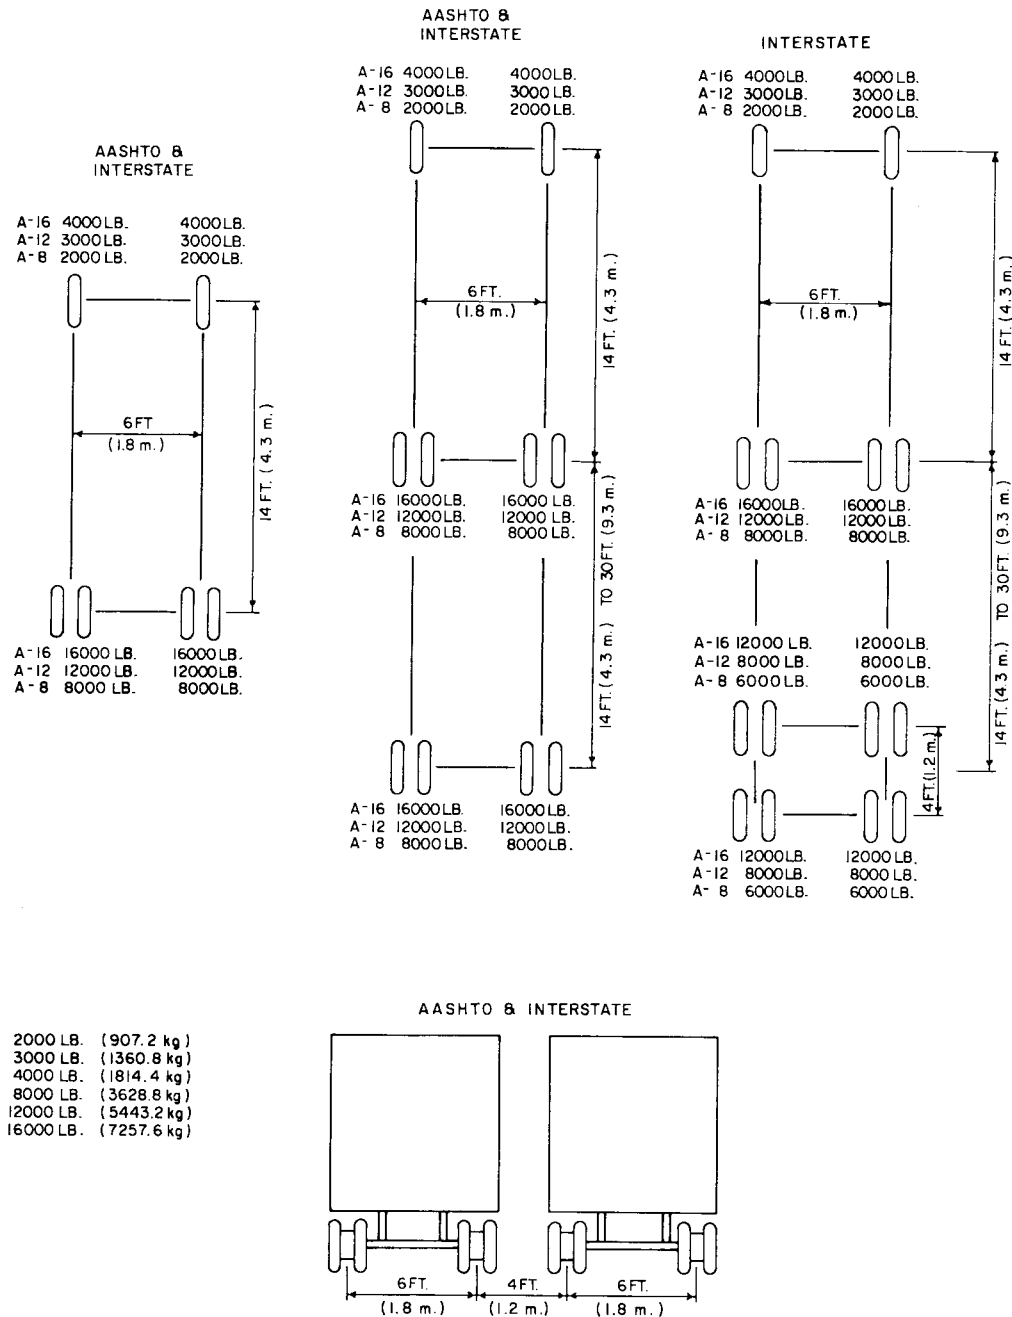 AASHTO &
INTERSTATE
A-16 4000 LB. 4000 LB.
A-12 3000 LB. 3000 LB.
A-8 2000 LB. 2000 LB.
6 FT
(1.8 m.)
14 FT. (4.3 m.)
A-16 16000 LB. 16000 LB.
A-12 12000 LB. 12000 LB.
A-8 8000 LB. 8000 LB.
AASHTO &
INTERSTATE
A-16 4000 LB. 4000 LB.
A-12 3000 LB. 3000 LB.
A-8 2000 LB. 2000 LB.
6 FT.
(1.8 m.)
14 FT. (4.3 m.)
A-16 16000 LB. 16000 LB.
A-12 12000 LB. 12000 LB.
A-8 8000 LB. 8000 LB.
14 FT. (4.3 m.) TO 30 FT. (9.3 m.)
A-16 16000 LB. 16000 LB.
A-12 12000 LB. 12000 LB.
A-8 8000 LB. 8000 LB.
INTERSTATE
A-16 4000 LB. 4000 LB.
A-12 3000 LB. 3000 LB.
A-8 2000 LB. 2000 LB.
6 FT.
(1.8 m.)
14 FT. (4.3 m.)
A-16 16000 LB. 16000 LB.
A-12 12000 LB. 12000 LB.
A-8 8000 LB. 8000 LB.
14 FT. (4.3 m.) TO 30 FT. (9.3 m.)
A-16 12000 LB. 12000 LB.
A-12 8000 LB. 8000 LB.
A-8 6000 LB. 6000 LB.
4 FT. (1.2 m.)
A-16 12000 LB. 12000 LB.
A-12 8000 LB. 8000 LB.
A-8 6000 LB. 6000 LB.
AASHTO & INTERSTATE
2000 LB. (907.2 kg)
3000 LB. (1360.8 kg)
4000 LB. (1814.4 kg)
8000 LB. (3628.8 kg)
12000 LB. (5443.2 kg)
16000 LB. (7257.6 kg)
6 FT. 4 FT. 6 FT.
(1.8 m.) (1.2 m.) (1.8 m.)